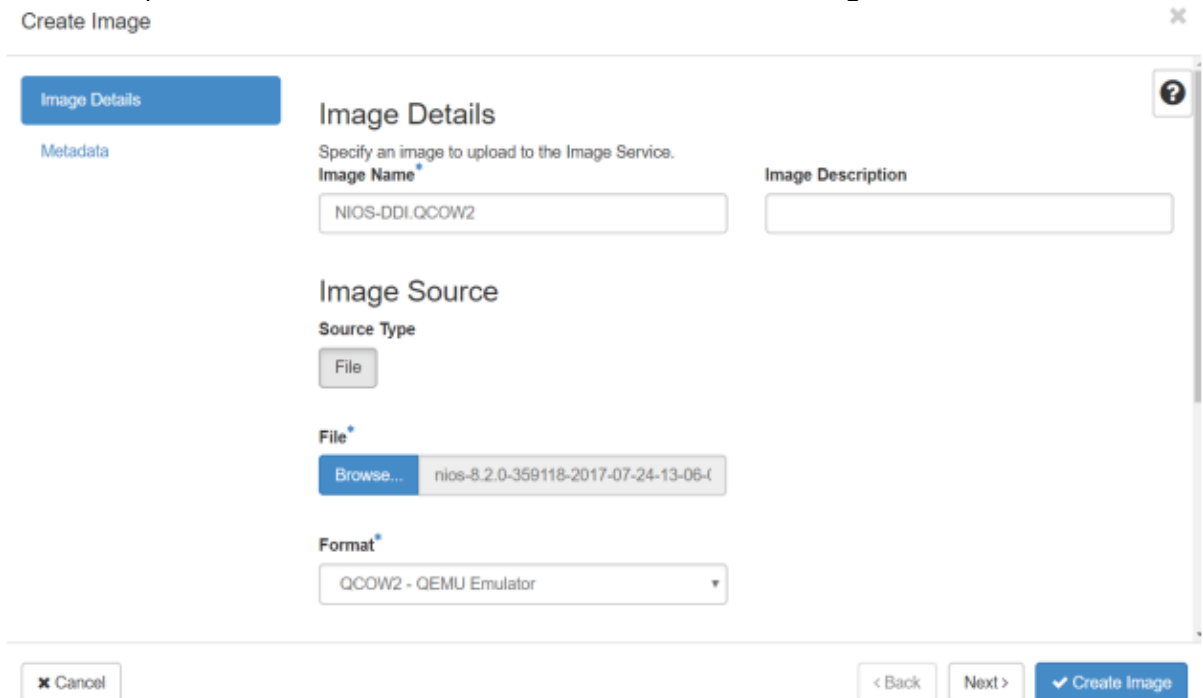 Create Image ×
Image Details
Metadata
Image Details
Specify an image to upload to the Image Service.
Image Name* Image Description
NIOS-DDI.QCOW2
Image Source
Source Type
File
File*
Browse... nios-8.2.0-359118-2017-07-24-13-06-(
Format*
QCOW2 - QEMU Emulator
✖ Cancel < Back Next > ✔ Create Image